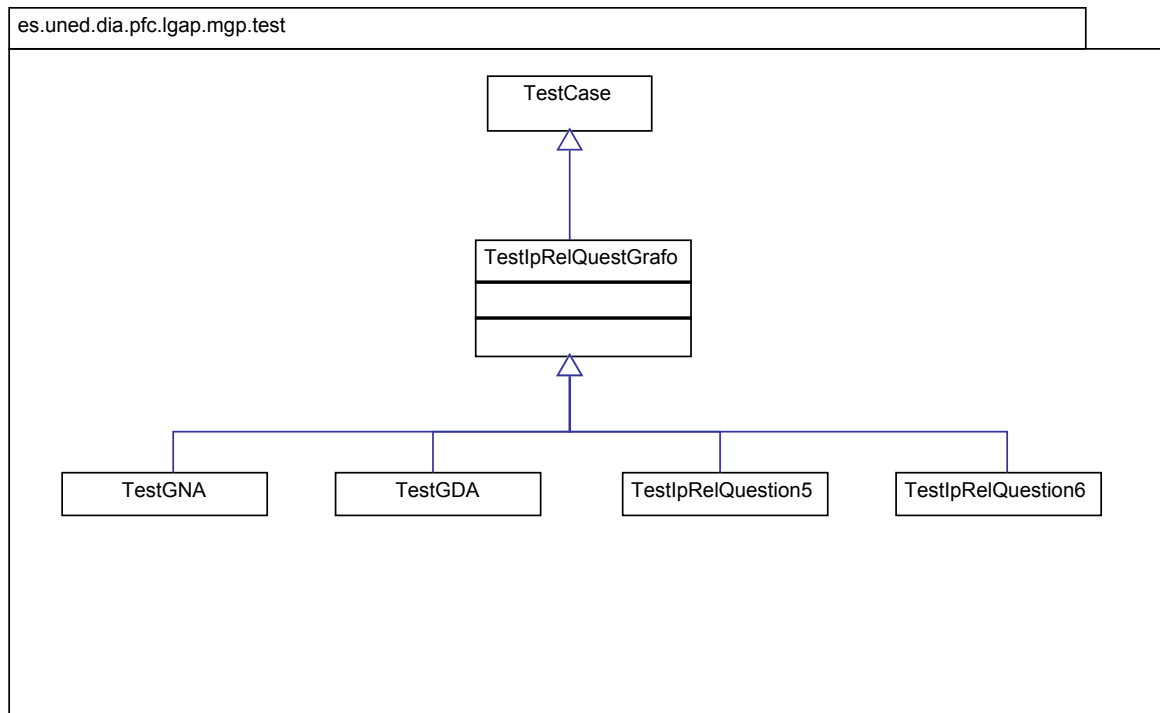 es.uned.dia.pfc.lgap.mgp.test
TestCase
TestIpRelQuestGrafo
TestGNA
TestGDA
TestIpRelQuestion5
TestIpRelQuestion6